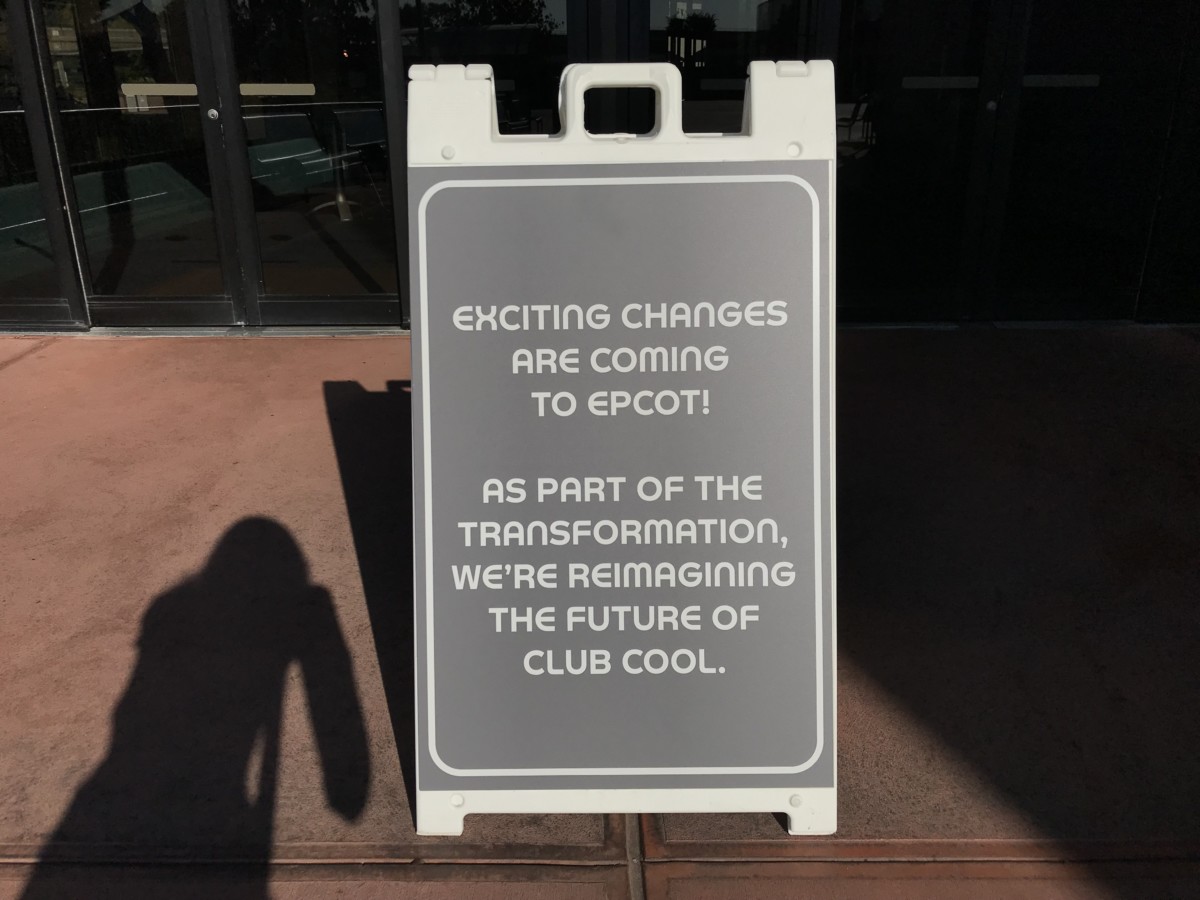 EXCITING CHANGES
ARE COMING
TO EPCOT!
AS PART OF THE
TRANSFORMATION,
WE'RE REIMAGINING
THE FUTURE OF
CLUB COOL.